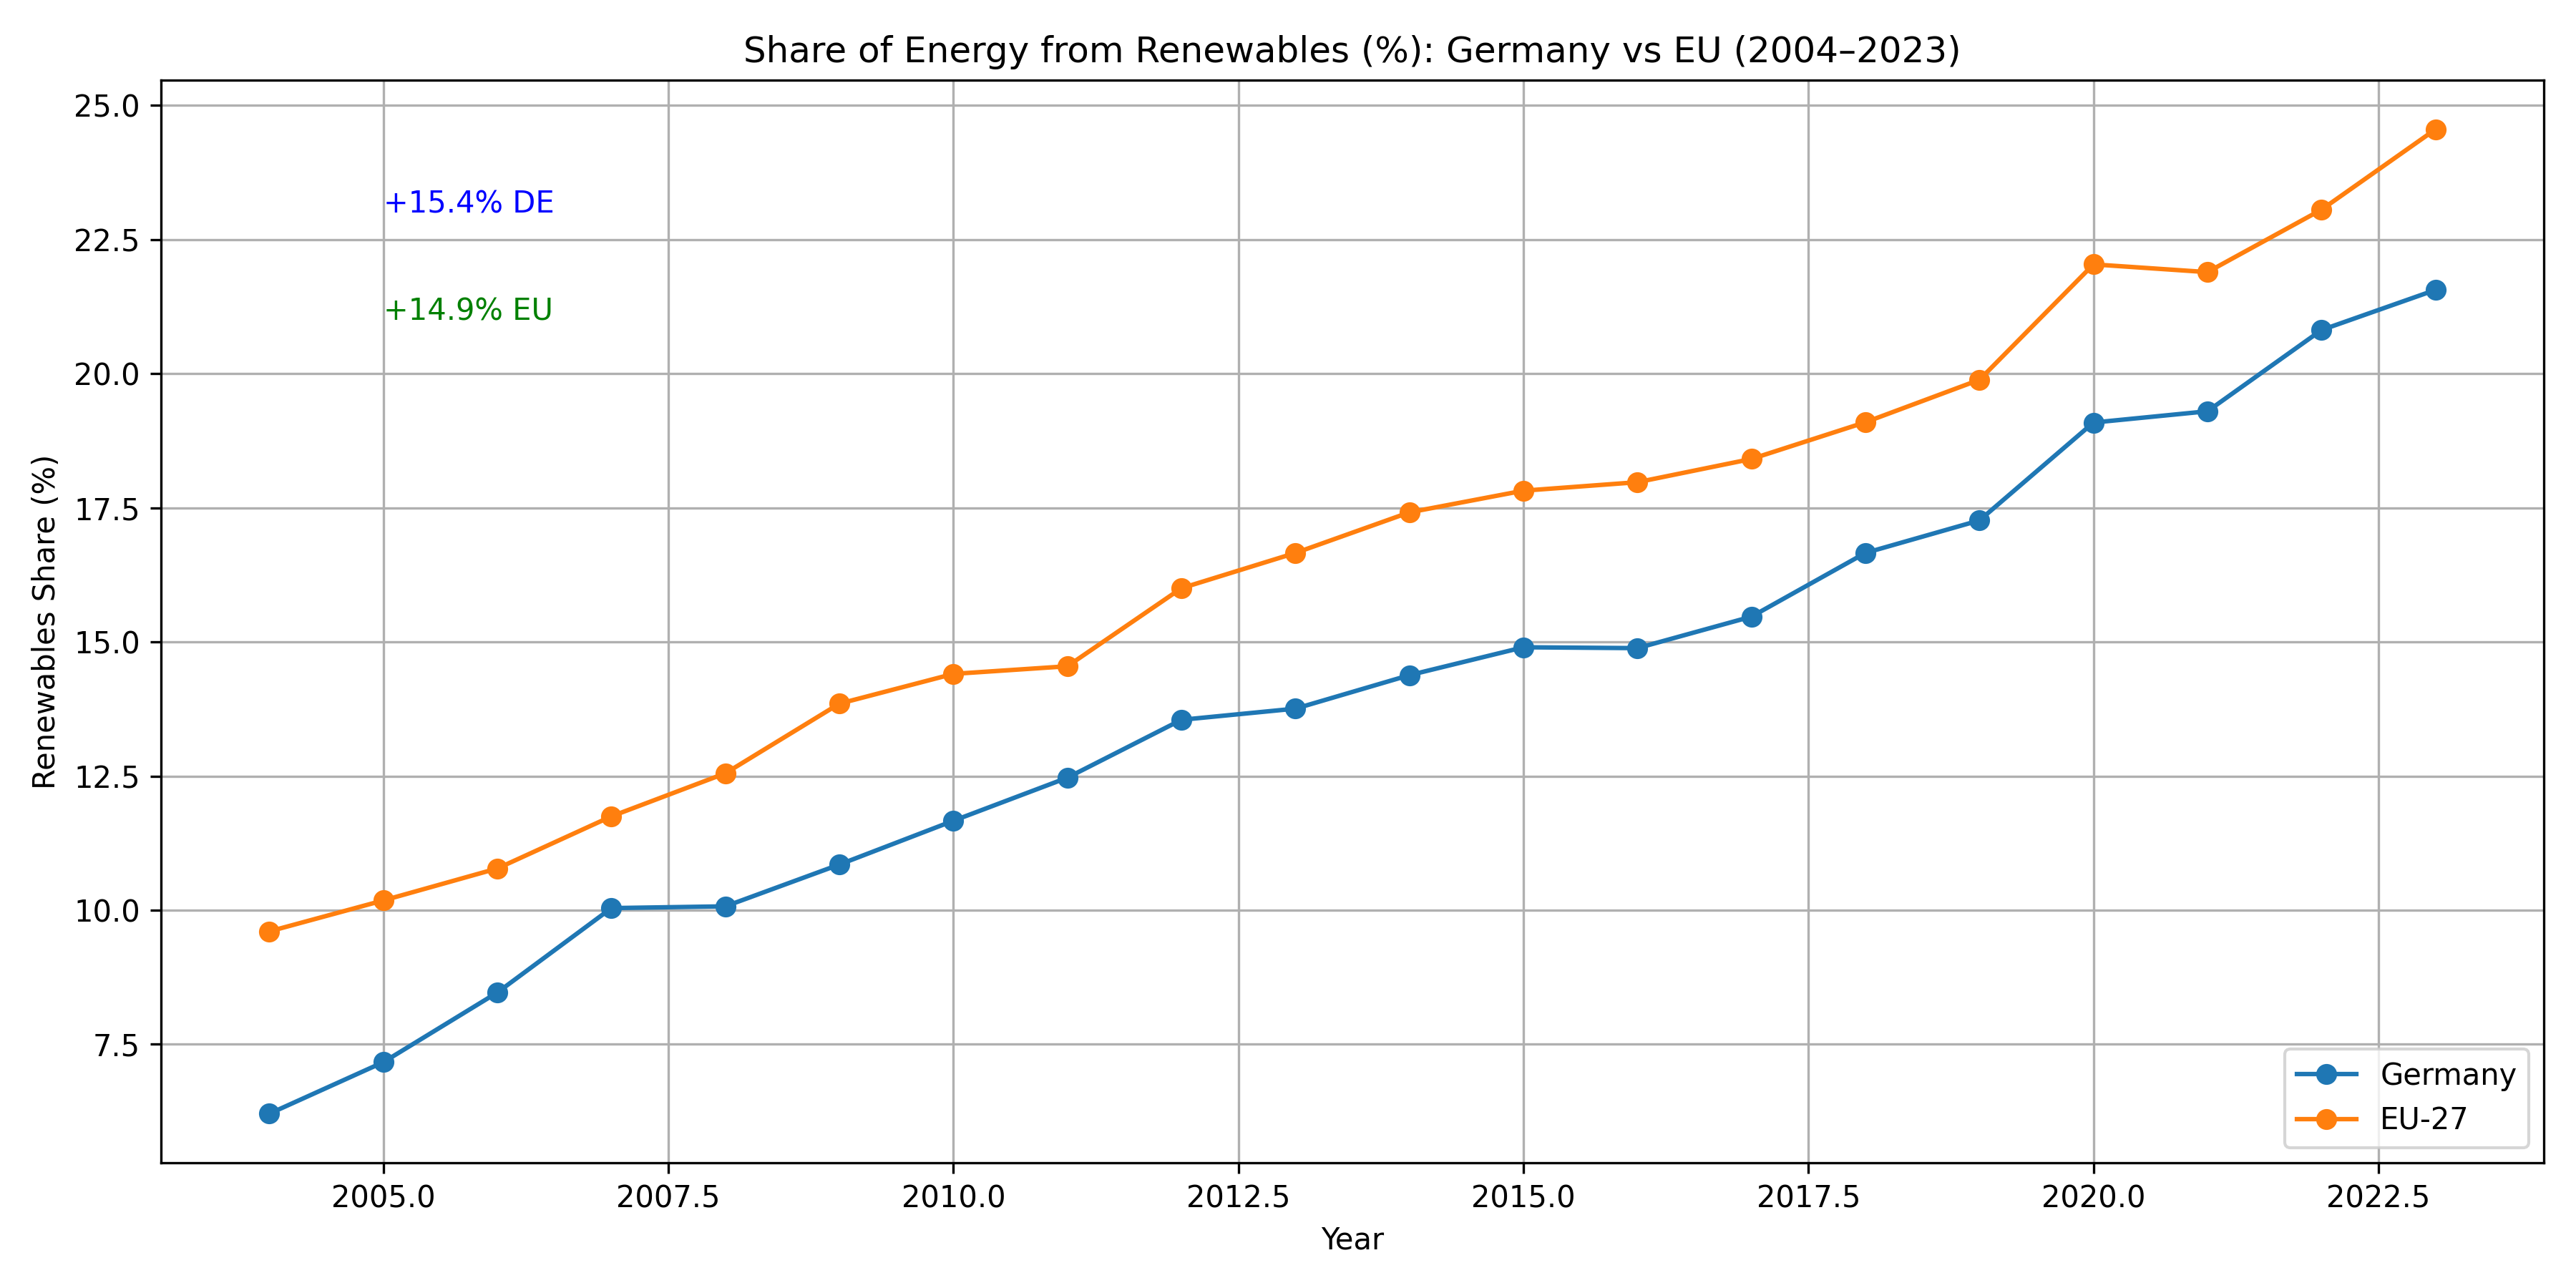 Share of Energy from Renewables (%): Germany vs EU (2004–2023)
25.0
22.5
20.0
17.5
15.0
12.5
10.0
7.5
Renewables Share (%)
+15.4% DE
+14.9% EU
Germany
EU-27
2005.0 2007.5 2010.0 2012.5 2015.0 2017.5 2020.0 2022.5
Year